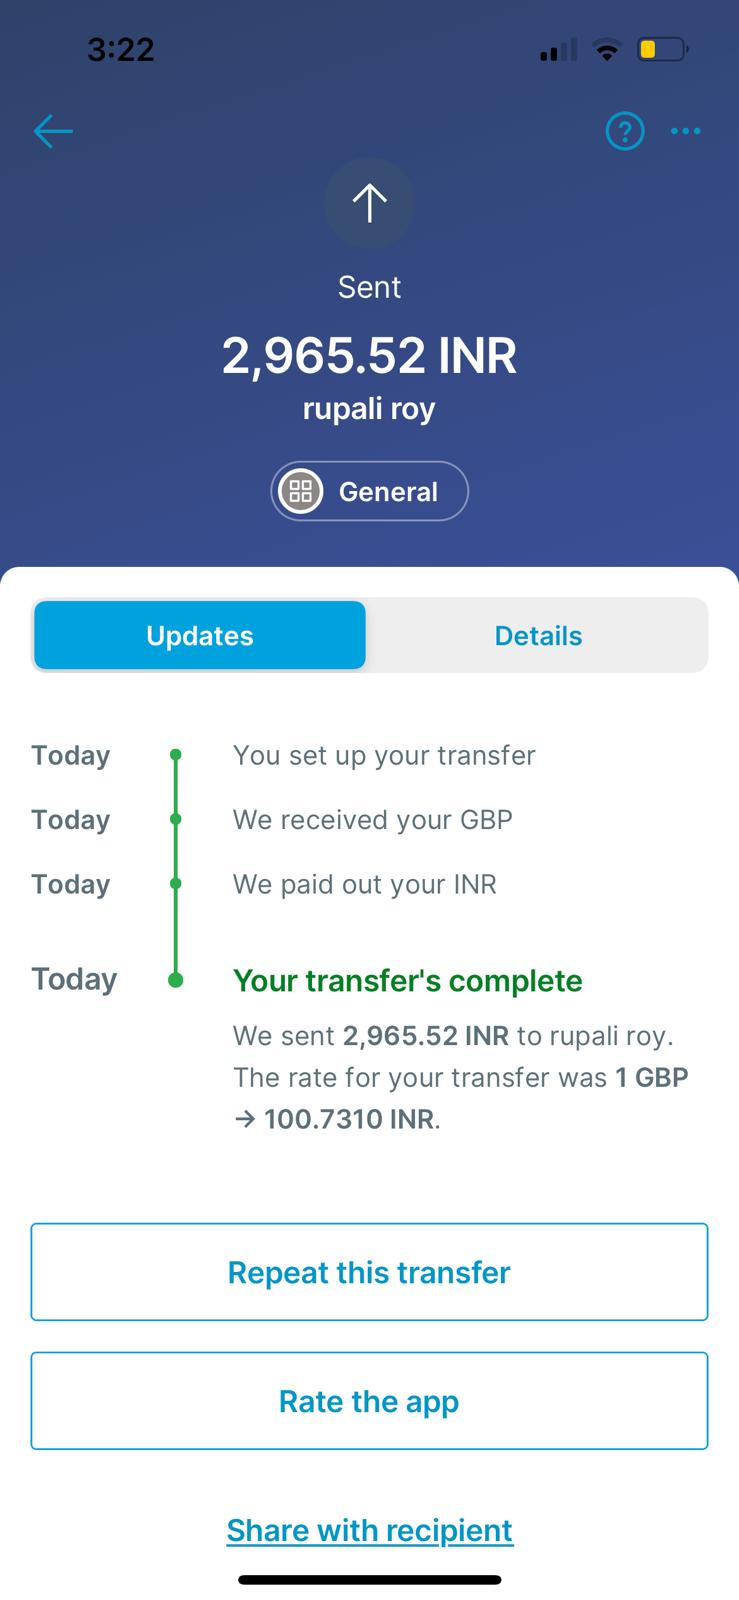 3:22
Sent
2,965.52 INR
rupali roy
General
Updates
Details
Today
You set up your transfer
Today
We received your GBP
Today
We paid out your INR
Today
Your transfer's complete
We sent 2,965.52 INR to rupali roy.
The rate for your transfer was 1 GBP
→ 100.7310 INR.
Repeat this transfer
Rate the app
Share with recipient